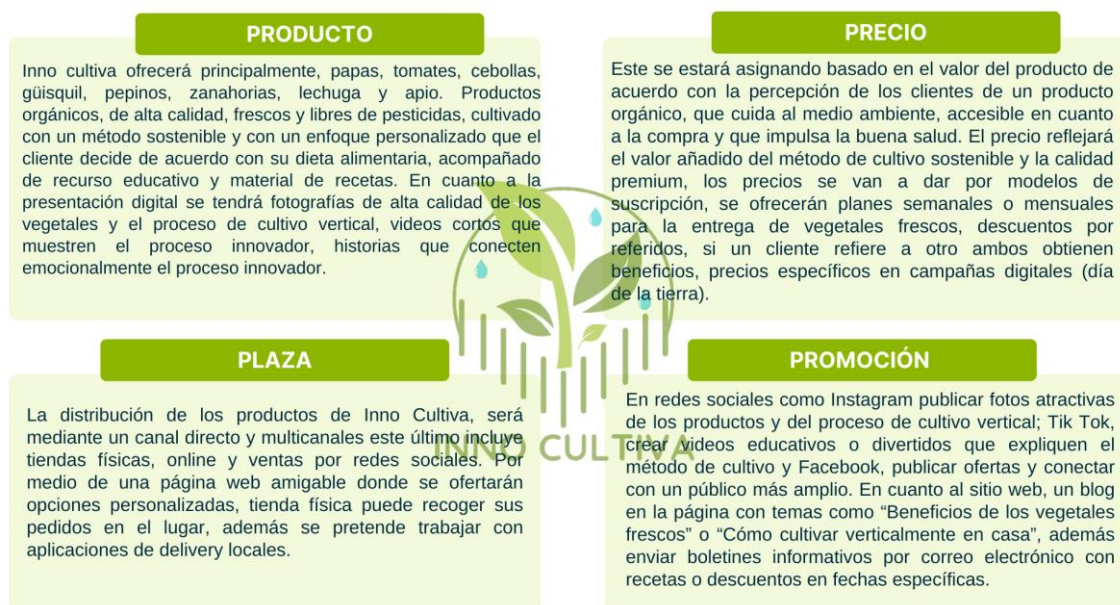 PRODUCTO
Inno cultiva ofrecerá principalmente, papas, tomates, cebollas,
güisquil, pepinos, zanahorias, lechuga y apio. Productos
orgánicos, de alta calidad, frescos y libres de pesticidas, cultivado
con un método sostenible y con un enfoque personalizado que el
cliente decide de acuerdo con su dieta alimentaria, acompañado
de recurso educativo y material de recetas. En cuanto a la
presentación digital se tendrá fotografías de alta calidad de los
vegetales y el proceso de cultivo vertical, videos cortos que
muestren el proceso innovador, historias que conecten
emocionalmente el proceso innovador.
PRECIO
Este se estará asignando basado en el valor del producto de
acuerdo con la percepción de los clientes de un producto
orgánico, que cuida al medio ambiente, accesible en cuanto
a la compra y que impulsa la buena salud. El precio reflejará
el valor añadido del método de cultivo sostenible y la calidad
premium, los precios se van a dar por modelos de
suscripción, se ofrecerán planes semanales o mensuales
para la entrega de vegetales frescos, descuentos por
referidos, si un cliente refiere a otro ambos obtienen
beneficios, precios específicos en campañas digitales (día
de la tierra).
PLAZA
La distribución de los productos de Inno Cultiva, será
mediante un canal directo y multicanales este último incluye
tiendas físicas, online y ventas por redes sociales. Por
medio de una página web amigable donde se ofertarán
opciones personalizadas, tienda física puede recoger sus
pedidos en el lugar, además se pretende trabajar con
aplicaciones de delivery locales.
PROMOCIÓN
En redes sociales como Instagram publicar fotos atractivas
de los productos y del proceso de cultivo vertical; Tik Tok,
crear videos educativos o divertidos que expliquen el
método de cultivo y Facebook, publicar ofertas y conectar
con un público más amplio. En cuanto al sitio web, un blog
en la página con temas como “Beneficios de los vegetales
frescos” o “Cómo cultivar verticalmente en casa”, además
enviar boletines informativos por correo electrónico con
recetas o descuentos en fechas específicas.
INNO CULTIVA